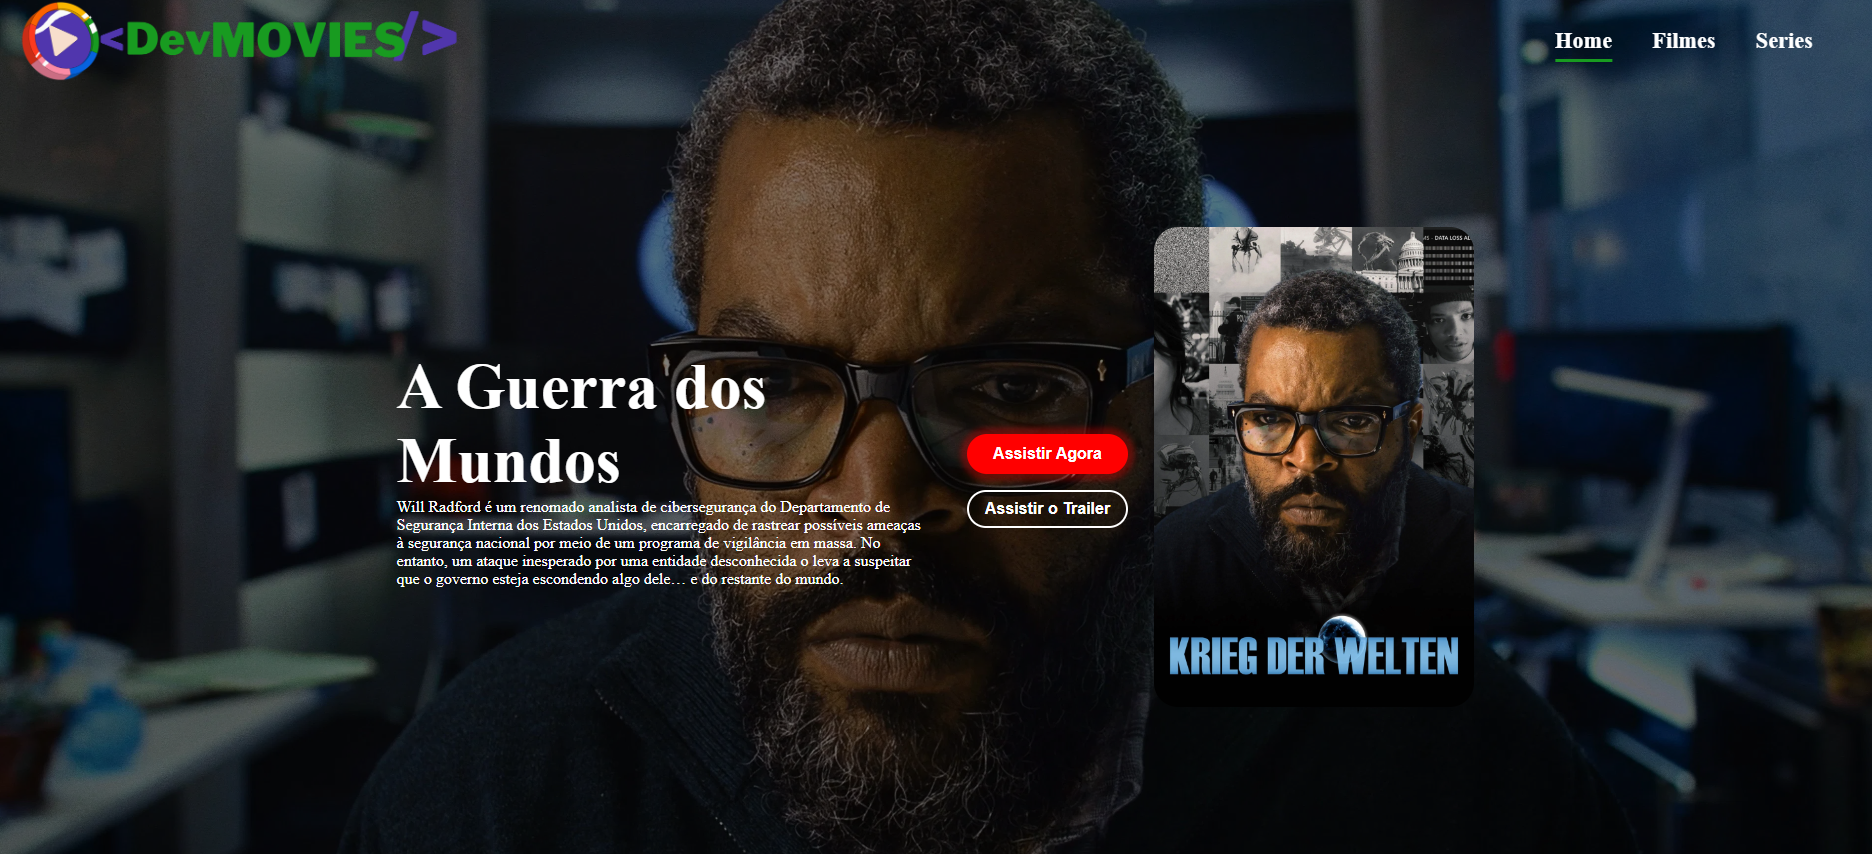 <DevMOVIES/>
Home
Filmes
Series
A Guerra dos
Mundos
Will Radford é um renomado analista de cibersegurança do Departamento de
Segurança Interna dos Estados Unidos, encarregado de rastrear possíveis ameaças
à segurança nacional por meio de um programa de vigilância em massa. No
entanto, um ataque inesperado por uma entidade desconhecida o leva a suspeitar
que o governo esteja escondendo algo dele… e do restante do mundo.
Assistir Agora
Assistir o Trailer
DATA LOSS AL
KRIEG DER WELTEN